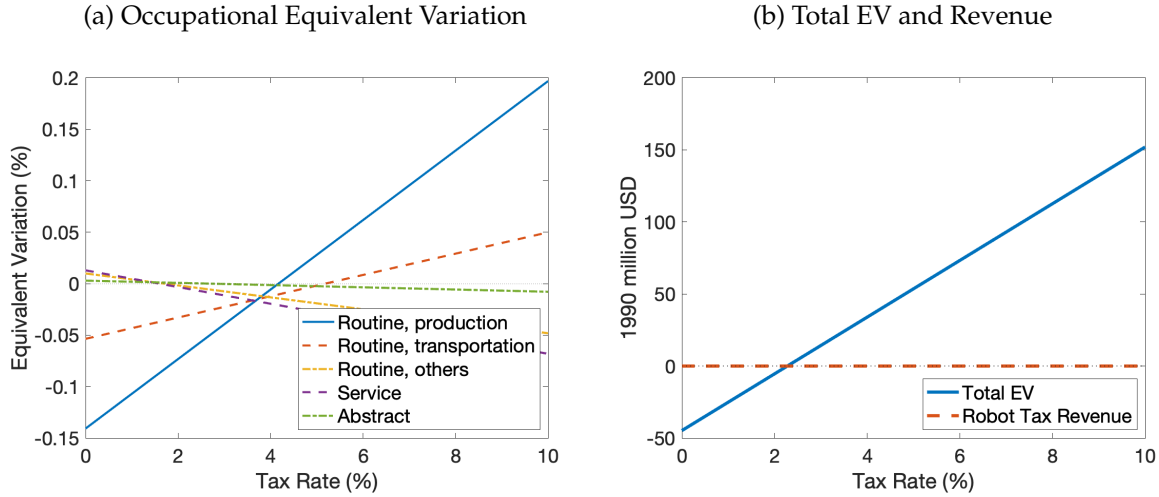 (a) Occupational Equivalent Variation
0.2
0.15
0.1
0.05
0
-0.05
-0.1
-0.15
Equivalent Variation (%)
Routine, production
Routine, transportation
Routine, others
Service
Abstract
0 2 4 6 8 10
Tax Rate (%)
(b) Total EV and Revenue
200
150
100
50
0
-50
1990 million USD
Total EV
Robot Tax Revenue
0 2 4 6 8 10
Tax Rate (%)